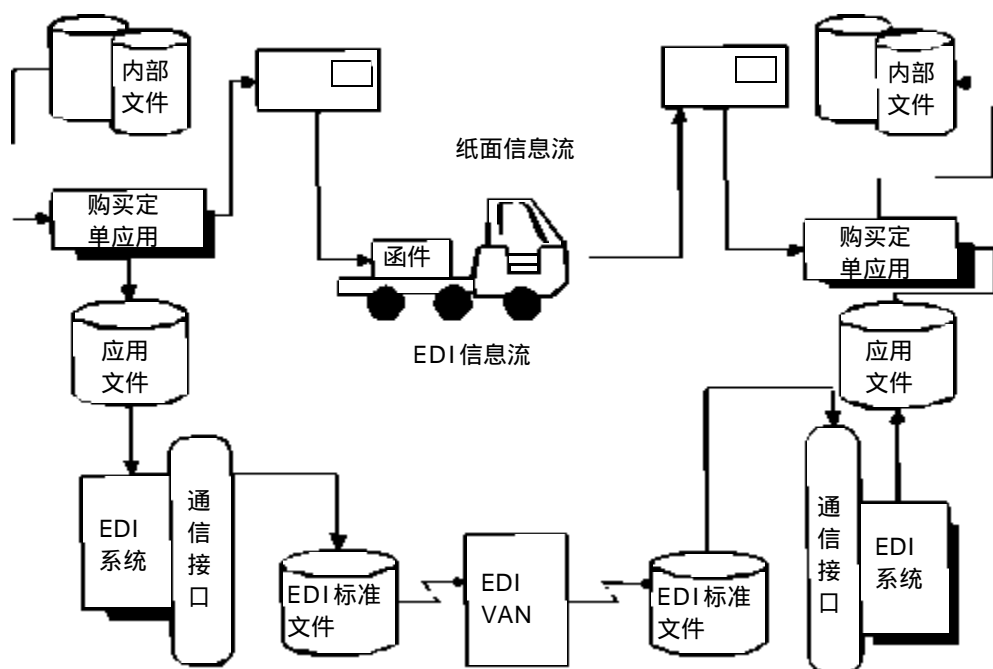 内部
文件
内部
文件
纸面信息流
购买定
单应用
函件
购买定
单应用
EDI信息流
应用
文件
应用
文件
EDI
系统
通
信
接
口
EDI标准
文件
EDI
VAN
EDI标准
文件
通
信
接
口
EDI
系统